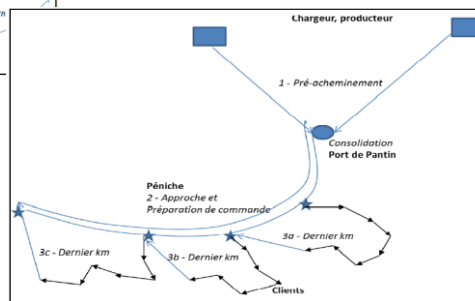 Chargeur, producteur
1 - Pré-acheminement
Consolidation
Port de Pantin
Péniche
2 - Approche et
Préparation de commande
3a - Dernier km
3c - Dernier km
3b - Dernier km
Clients